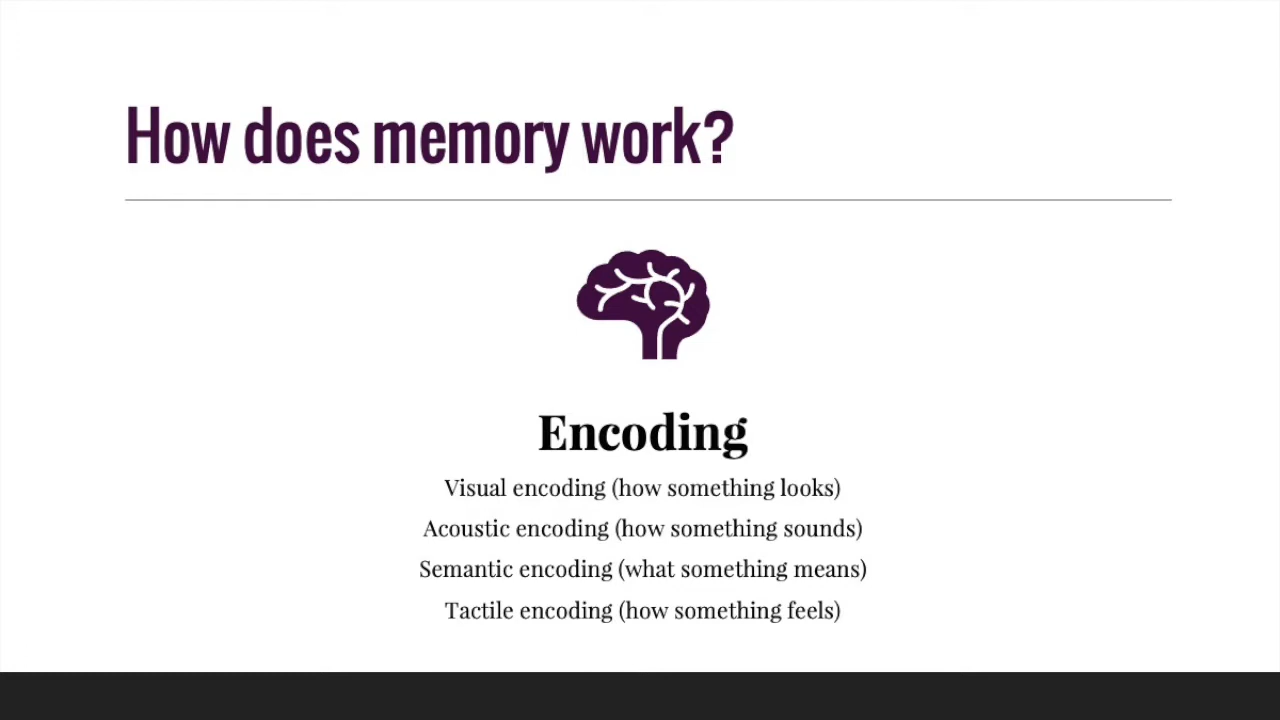 How does memory work?
Encoding
Visual encoding (how something looks)
Acoustic encoding (how something sounds)
Semantic encoding (what something means)
Tactile encoding (how something feels)